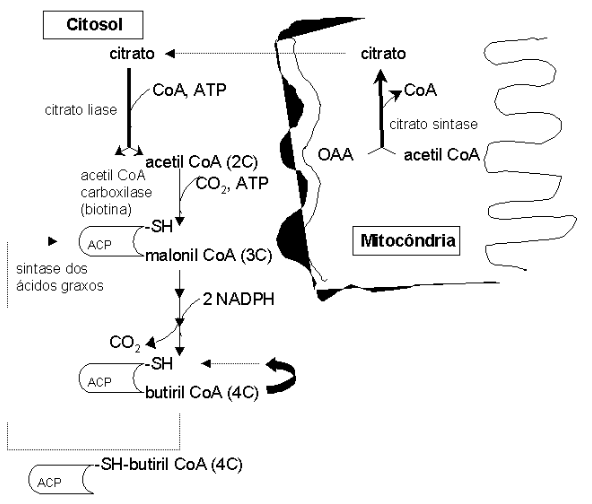 Citosol
citrato
citrato
CoA, ATP
CoA
citrato liase
citrato sintase
OAA
acetil CoA
acetil CoA (2C)
acetil CoA
carboxilase
(biotina)
CO2, ATP
-SH
ACP
malonil CoA (3C)
Mitocôndria
sintase dos
ácidos graxos
2 NADPH
CO2
-SH
ACP
butiril CoA (4C)
-SH-butiril CoA (4C)
ACP